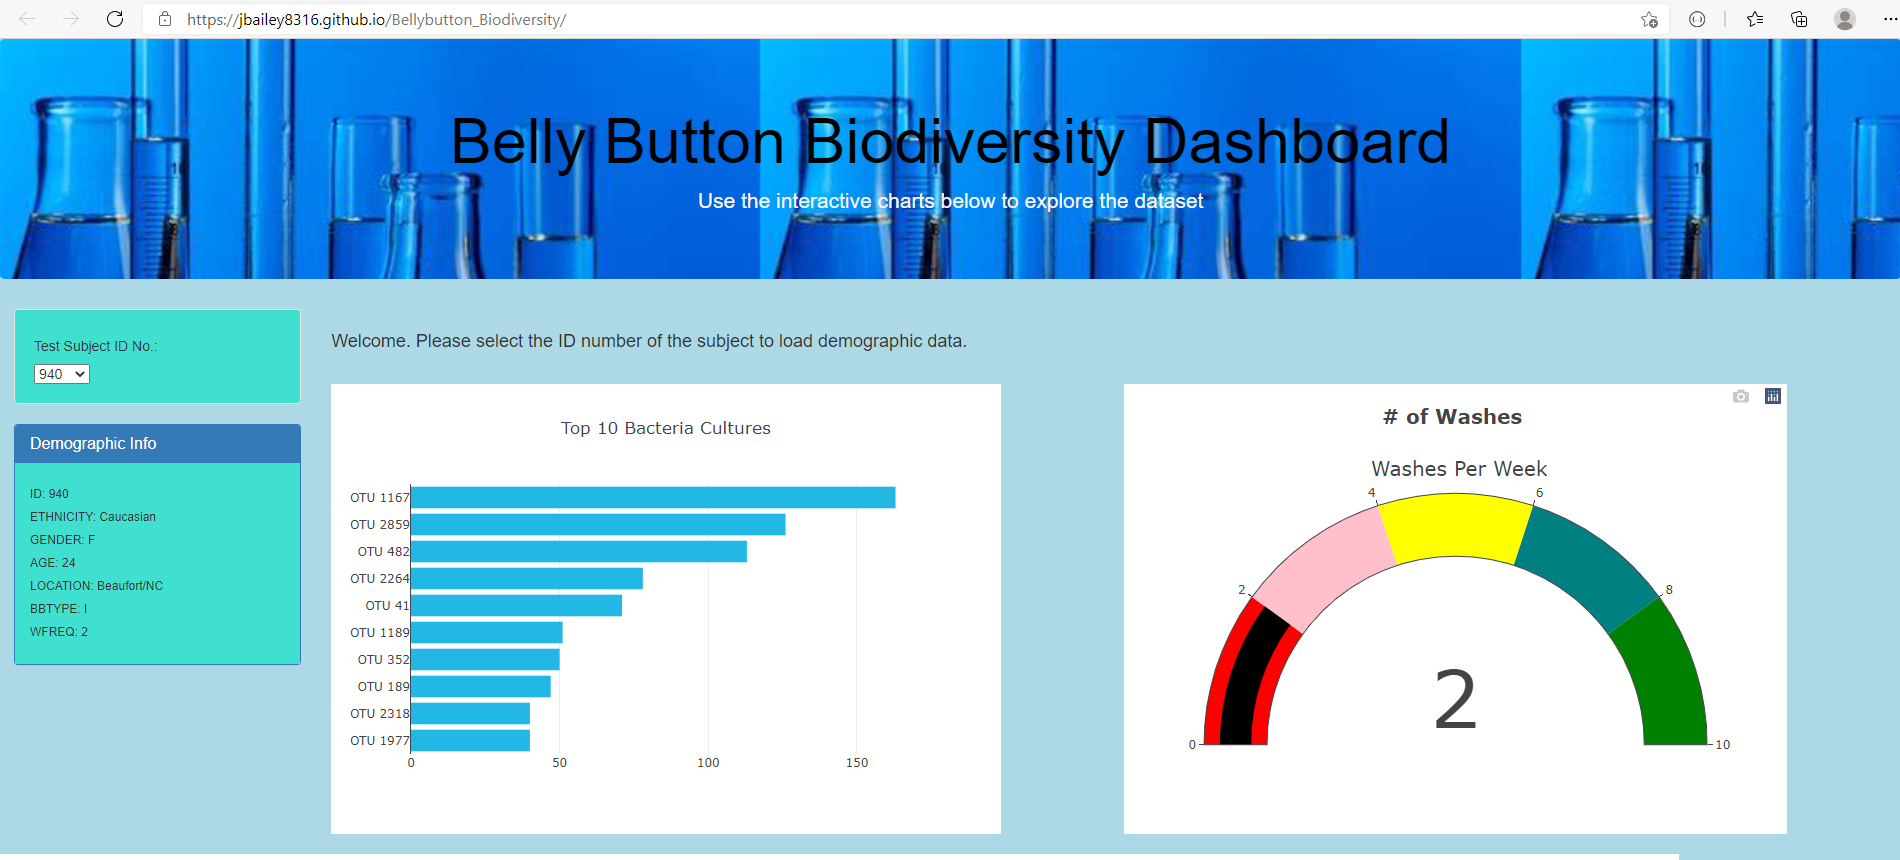 https://jbailey8316.github.io/Bellybutton_Biodiversity/
Belly Button Biodiversity Dashboard
Use the interactive charts below to explore the dataset
Test Subject ID No.:
940
Demographic Info
ID: 940
ETHNICITY: Caucasian
GENDER: F
AGE: 24
LOCATION: Beaufort/NC
BBTYPE: I
WFREQ: 2
Welcome. Please select the ID number of the subject to load demographic data.
Top 10 Bacteria Cultures
OTU 1167
OTU 2859
OTU 482
OTU 2264
OTU 41
OTU 1189
OTU 352
OTU 189
OTU 2318
OTU 1977
0 50 100 150
# of Washes
Washes Per Week
4 6
2 8
2
0 10